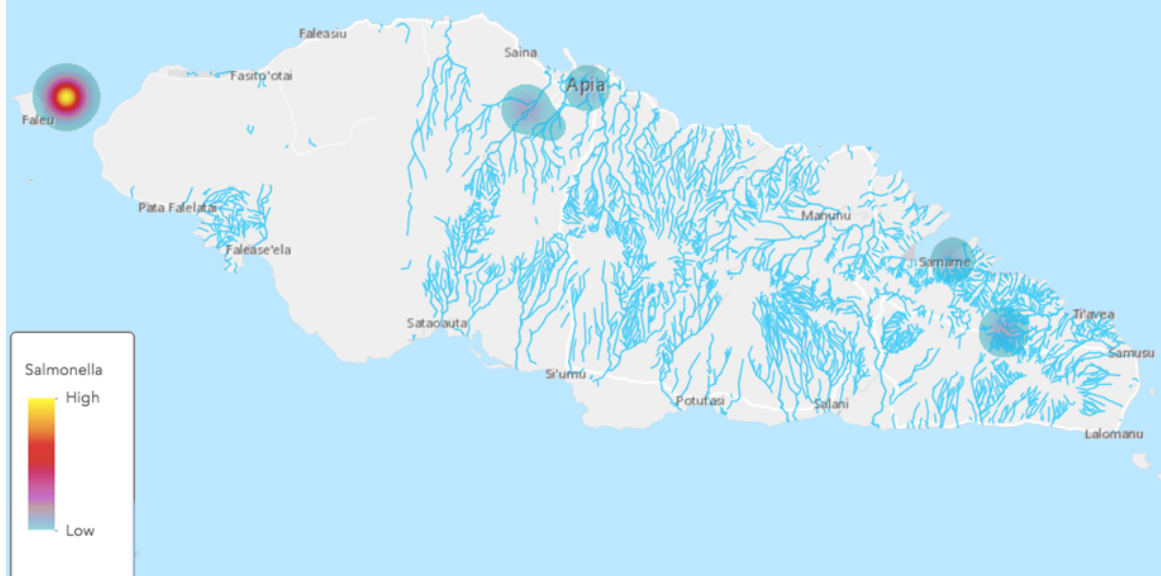 Faleasiu
Saina
Fasito'otai
Apia
Faleu
Pata Falelatai
Manunu
Falease'ela
Samame
Sataoauta
Ti'avea
Samusu
Si'umu
Potutasi
Salani
Lalomanu
Salmonella
High
Low